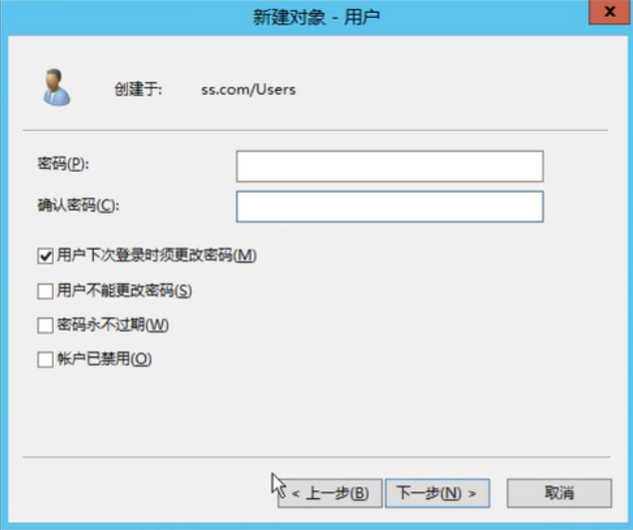 新建对象 - 用户
x
创建于: ss.com/Users
密码(P):
确认密码(C):
用户下次登录时须更改密码(M)
用户不能更改密码(S)
密码永不过期(W)
帐户已禁用(O)
< 上一步(B) 下一步(N) > 取消